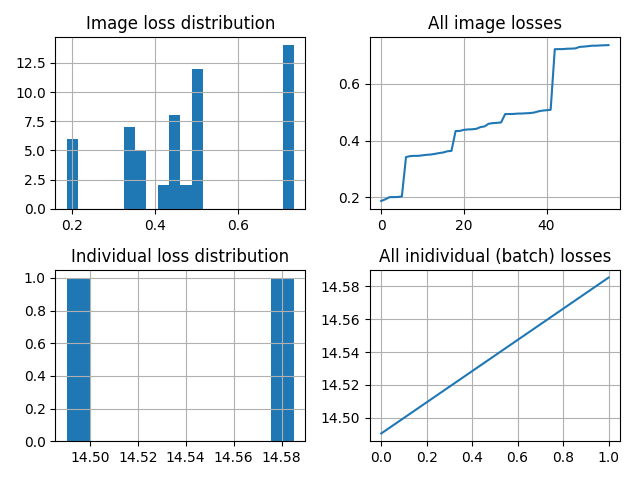 Image loss distribution
12.5
10.0
7.5
5.0
2.5
0.0
0.2 0.4 0.6
All image losses
0.6
0.4
0.2
0 20 40
Individual loss distribution
1.0
0.8
0.6
0.4
0.2
0.0
14.50 14.52 14.54 14.56 14.58
All inidividual (batch) losses
14.58
14.56
14.54
14.52
14.50
0.0 0.2 0.4 0.6 0.8 1.0